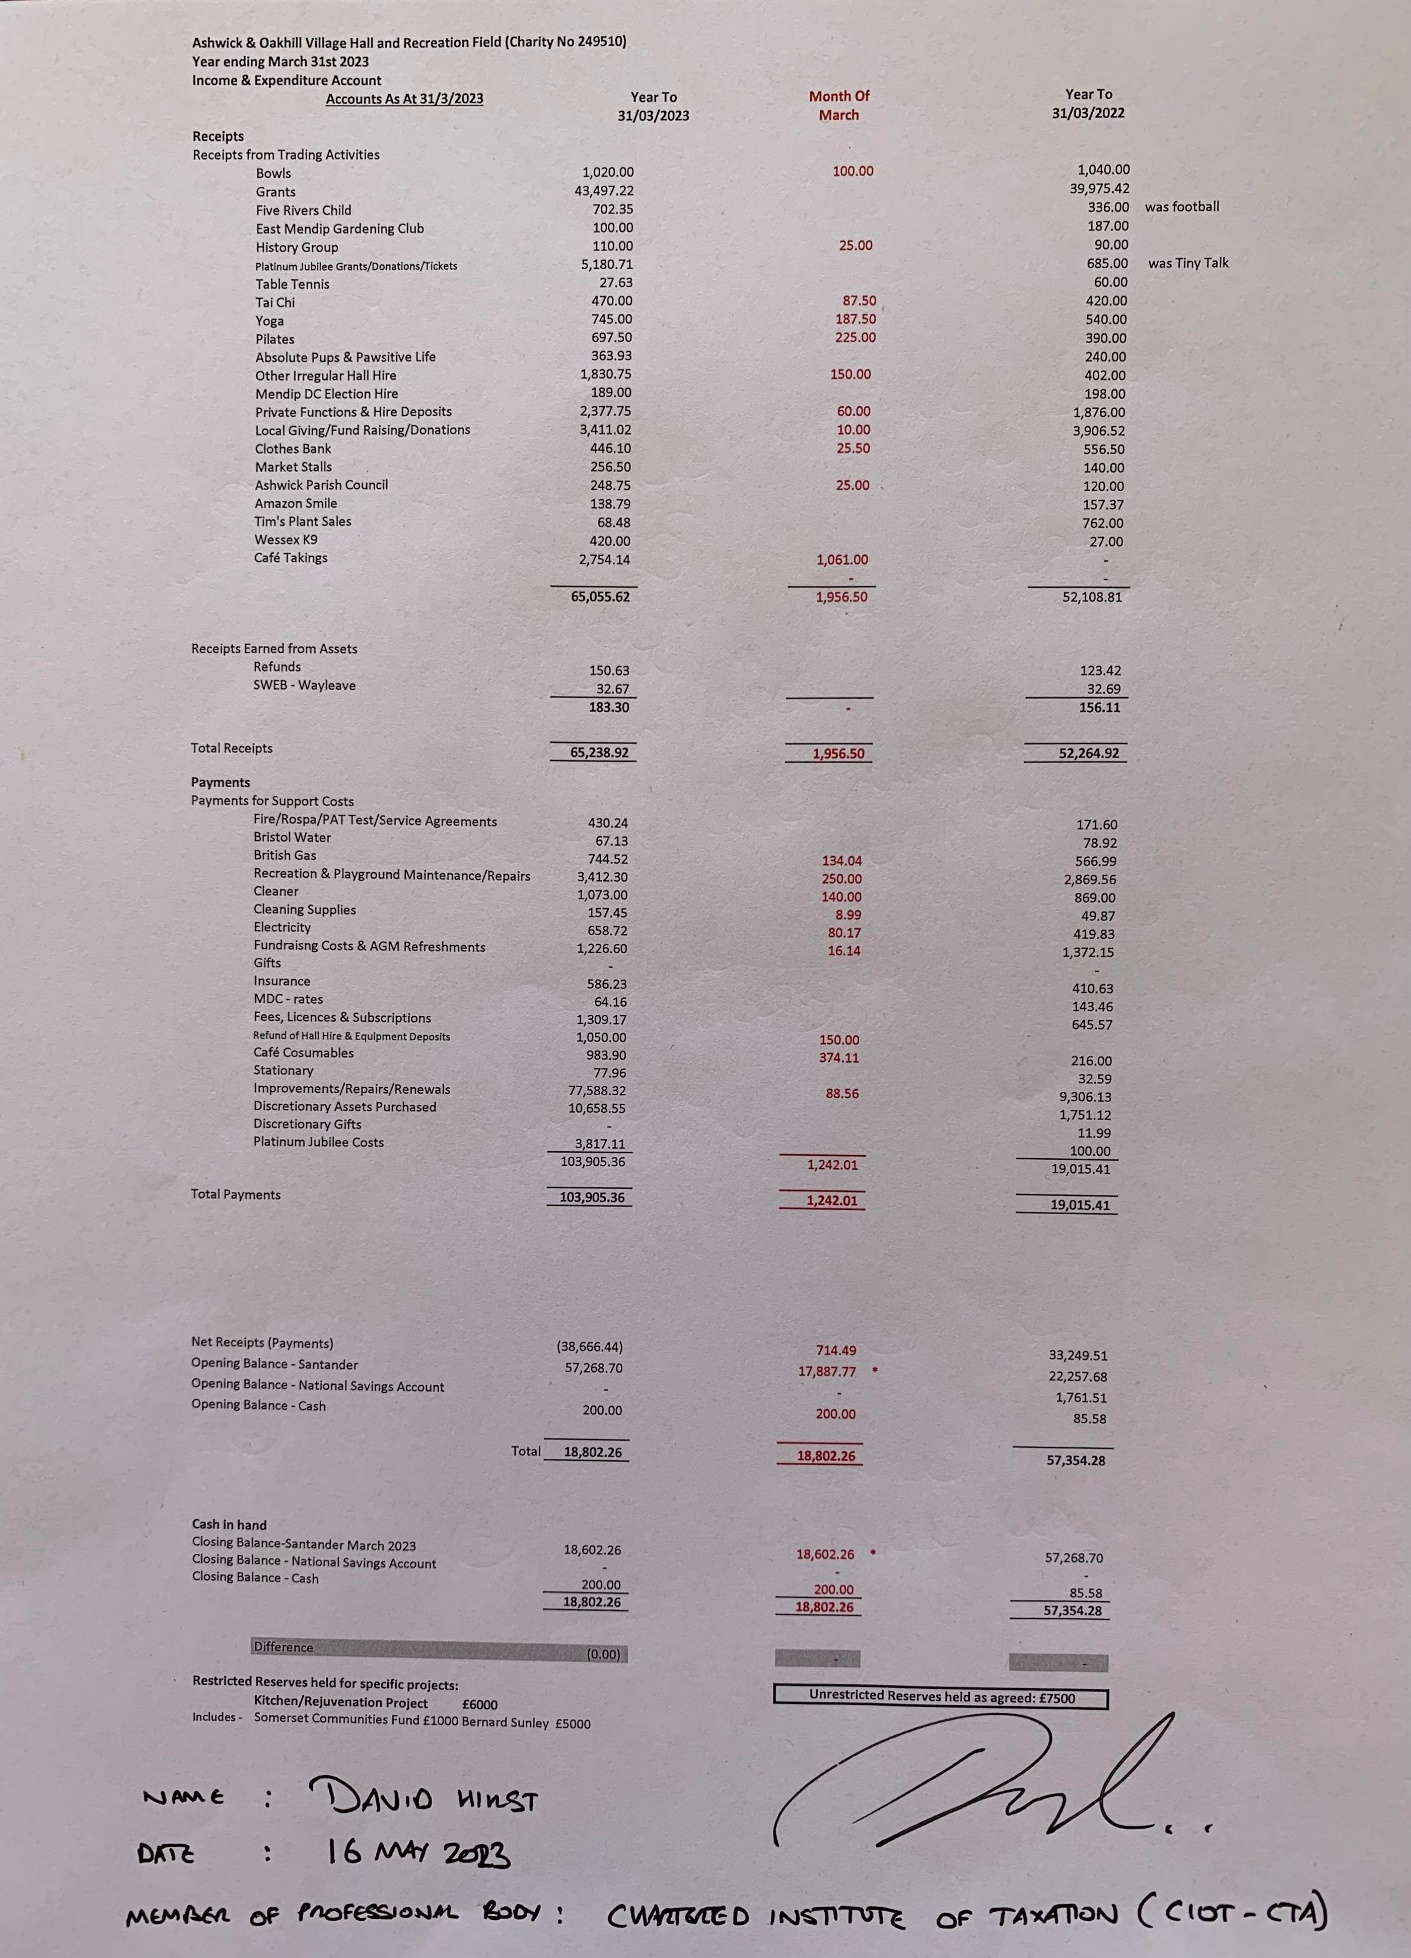 Ashwick & Oakhill Village Hall and Recreation Field (Charity No 249510)
Year ending March 31st 2023
Income & Expenditure Account
Accounts As At 31/3/2023 Year To Month Of Year To
31/03/2023 March 31/03/2022
Receipts
Receipts from Trading Activities
Bowls 1,020.00 100.00 1,040.00
Grants 43,497.22 39,975.42
Five Rivers Child 702.35 336.00 was football
East Mendip Gardening Club 100.00 187.00
History Group 110.00 25.00 90.00
Platinum Jubilee Grants/Donations/Tickets 5,180.71 685.00 was Tiny Talk
Table Tennis 27.63 60.00
Tai Chi 470.00 87.50 420.00
Yoga 745.00 187.50 540.00
Pilates 697.50 225.00 390.00
Absolute Pups & Pawsitive Life 363.93 240.00
Other Irregular Hall Hire 1,830.75 150.00 402.00
Mendip DC Election Hire 189.00 198.00
Private Functions & Hire Deposits 2,377.75 60.00 1,876.00
Local Giving/Fund Raising/Donations 3,411.02 10.00 3,906.52
Clothes Bank 446.10 25.50 556.50
Market Stalls 256.50 140.00
Ashwick Parish Council 248.75 25.00 120.00
Amazon Smile 138.79 157.37
Tim's Plant Sales 68.48 762.00
Wessex K9 420.00 27.00
Café Takings 2,754.14 1,061.00 -
- -
65,055.62 1,956.50 52,108.81
Receipts Earned from Assets
Refunds 150.63 123.42
SWEB - Wayleave 32.67 32.69
183.30 - 156.11
Total Receipts 65,238.92 1,956.50 52,264.92
Payments
Payments for Support Costs
Fire/Rospa/PAT Test/Service Agreements 430.24 171.60
Bristol Water 67.13 78.92
British Gas 744.52 134.04 566.99
Recreation & Playground Maintenance/Repairs 3,412.30 250.00 2,869.56
Cleaner 1,073.00 140.00 869.00
Cleaning Supplies 157.45 8.99 49.87
Electricity 658.72 80.17 419.83
Fundraisng Costs & AGM Refreshments 1,226.60 16.14 1,372.15
Gifts - -
Insurance 586.23 410.63
MDC - rates 64.16 143.46
Fees, Licences & Subscriptions 1,309.17 645.57
Refund of Hall Hire & Equipment Deposits 1,050.00 150.00
Café Cosumables 983.90 374.11 216.00
Stationary 77.96 32.59
Improvements/Repairs/Renewals 77,588.32 88.56 9,306.13
Discretionary Assets Purchased 10,658.55 1,751.12
Discretionary Gifts - 11.99
Platinum Jubilee Costs 3,817.11 100.00
103,905.36 1,242.01 19,015.41
Total Payments 103,905.36 1,242.01 19,015.41
Net Receipts (Payments) (38,666.44) 714.49 33,249.51
Opening Balance - Santander 57,268.70 17,887.77 * 22,257.68
Opening Balance - National Savings Account - - 1,761.51
Opening Balance - Cash 200.00 200.00 85.58
Total 18,802.26 18,802.26 57,354.28
Cash in hand
Closing Balance-Santander March 2023 18,602.26 18,602.26 * 57,268.70
Closing Balance - National Savings Account - - -
Closing Balance - Cash 200.00 200.00 85.58
18,802.26 18,802.26 57,354.28
Difference (0.00) - -
Restricted Reserves held for specific projects:
Kitchen/Rejuvenation Project £6000 Unrestricted Reserves held as agreed: £7500
Includes - Somerset Communities Fund £1000 Bernard Sunley £5000
NAME : DAVID HIRST
DATE : 16 MAY 2023
MEMBER OF PROFESSIONAL BODY : CHARTERED INSTITUTE OF TAXATION (CIOT - CTA)